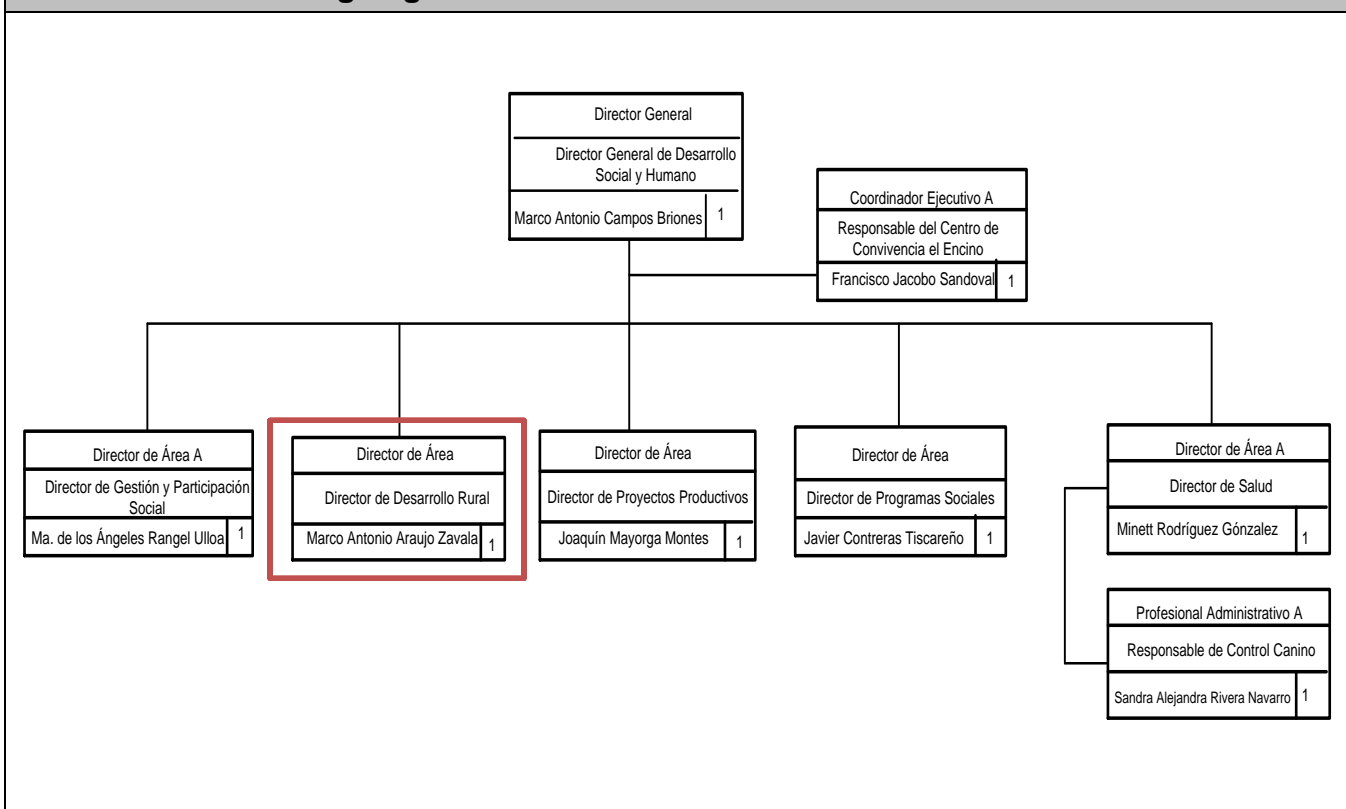 Director General
Director General de Desarrollo
Social y Humano
Marco Antonio Campos Briones 1
Coordinador Ejecutivo A
Responsable del Centro de
Convivencia el Encino
Francisco Jacobo Sandoval 1
Director de Área A
Director de Gestión y Participación
Social
Ma. de los Ángeles Rangel Ulloa 1
Director de Área
Director de Desarrollo Rural
Marco Antonio Araujo Zavala 1
Director de Área
Director de Proyectos Productivos
Joaquín Mayorga Montes 1
Director de Área
Director de Programas Sociales
Javier Contreras Tiscareño 1
Director de Área A
Director de Salud
Minett Rodríguez Gónzalez 1
Profesional Administrativo A
Responsable de Control Canino
Sandra Alejandra Rivera Navarro 1